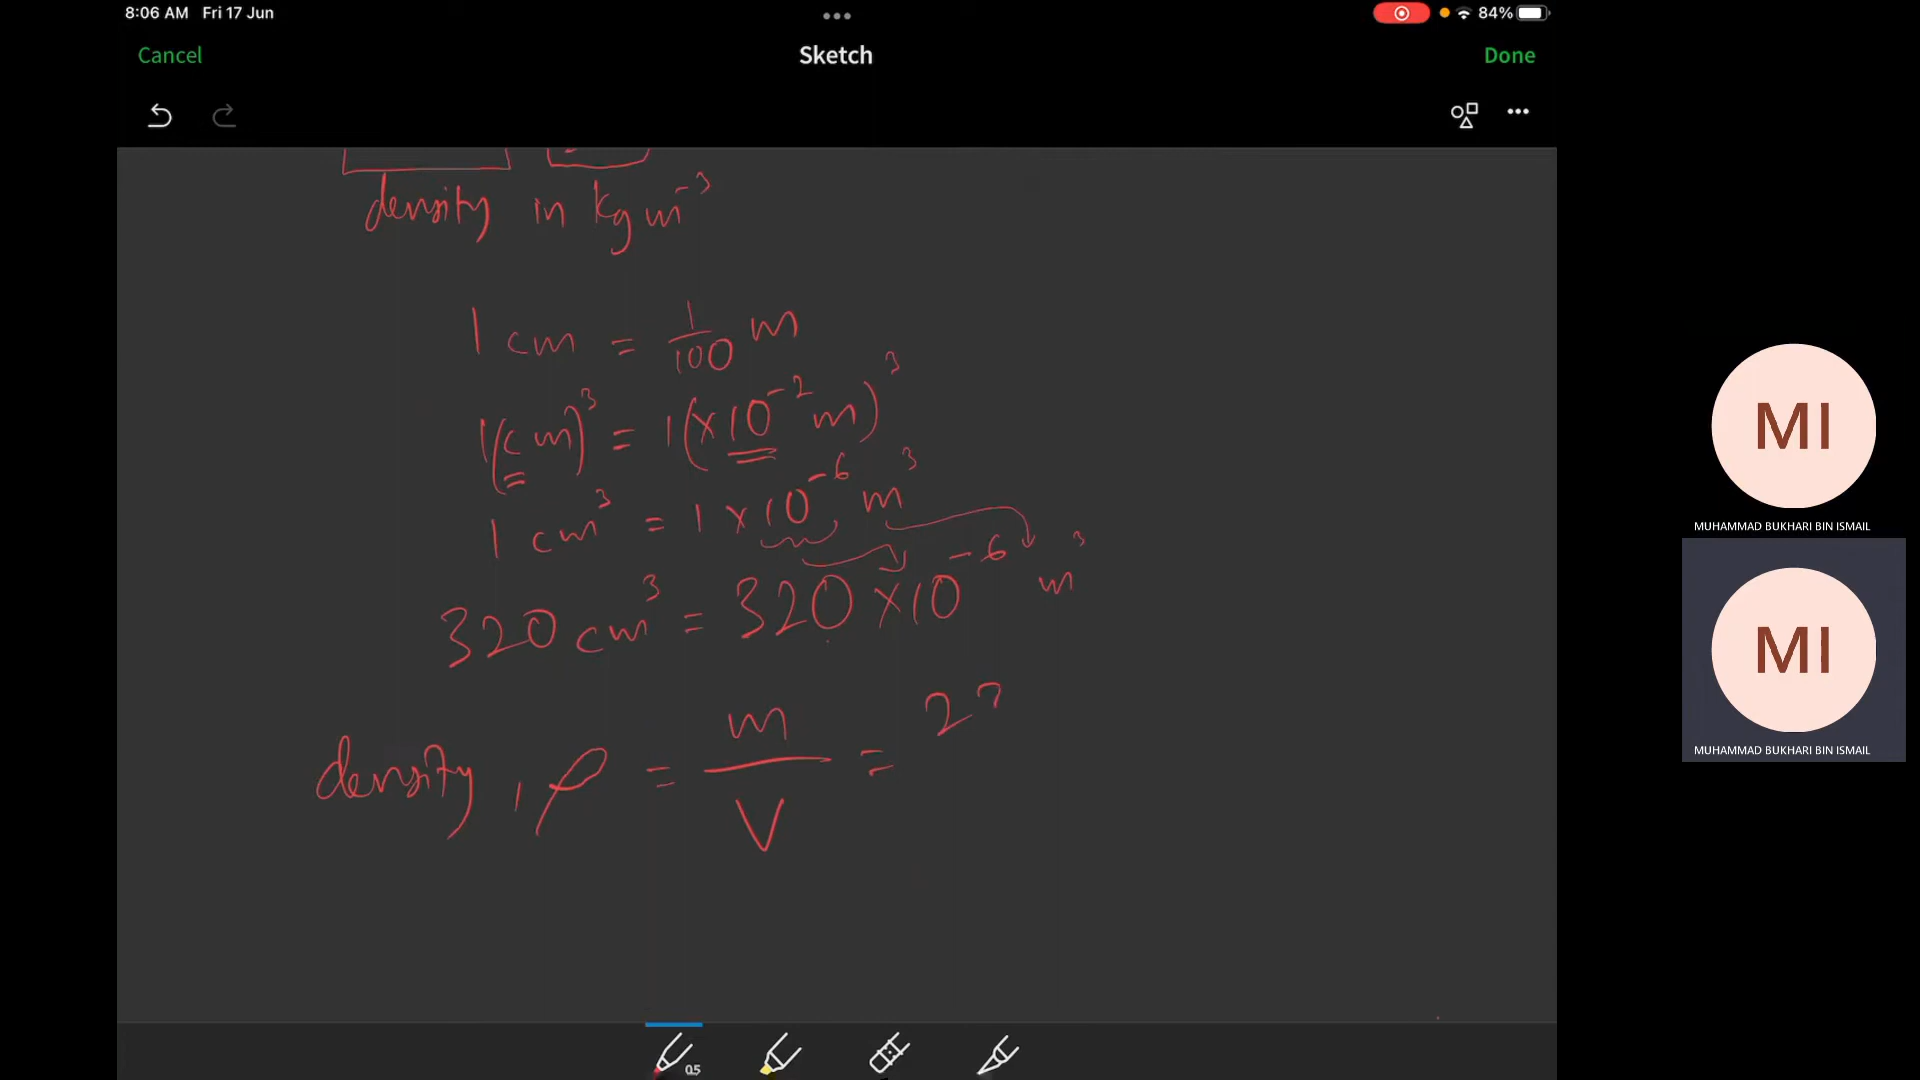 8:06 AM Fri 17 Jun
84%
Cancel
Sketch
Done
density in kg m⁻³
1 cm = 1/100 m
1(cm)³ = 1(×10⁻² m)³
1 cm³ = 1 × 10⁻⁶ m³
320 cm³ = 320 × 10⁻⁶ m³
density, ρ = m/V = 2
0.5
MI
MUHAMMAD BUKHARI BIN ISMAIL
MI
MUHAMMAD BUKHARI BIN ISMAIL